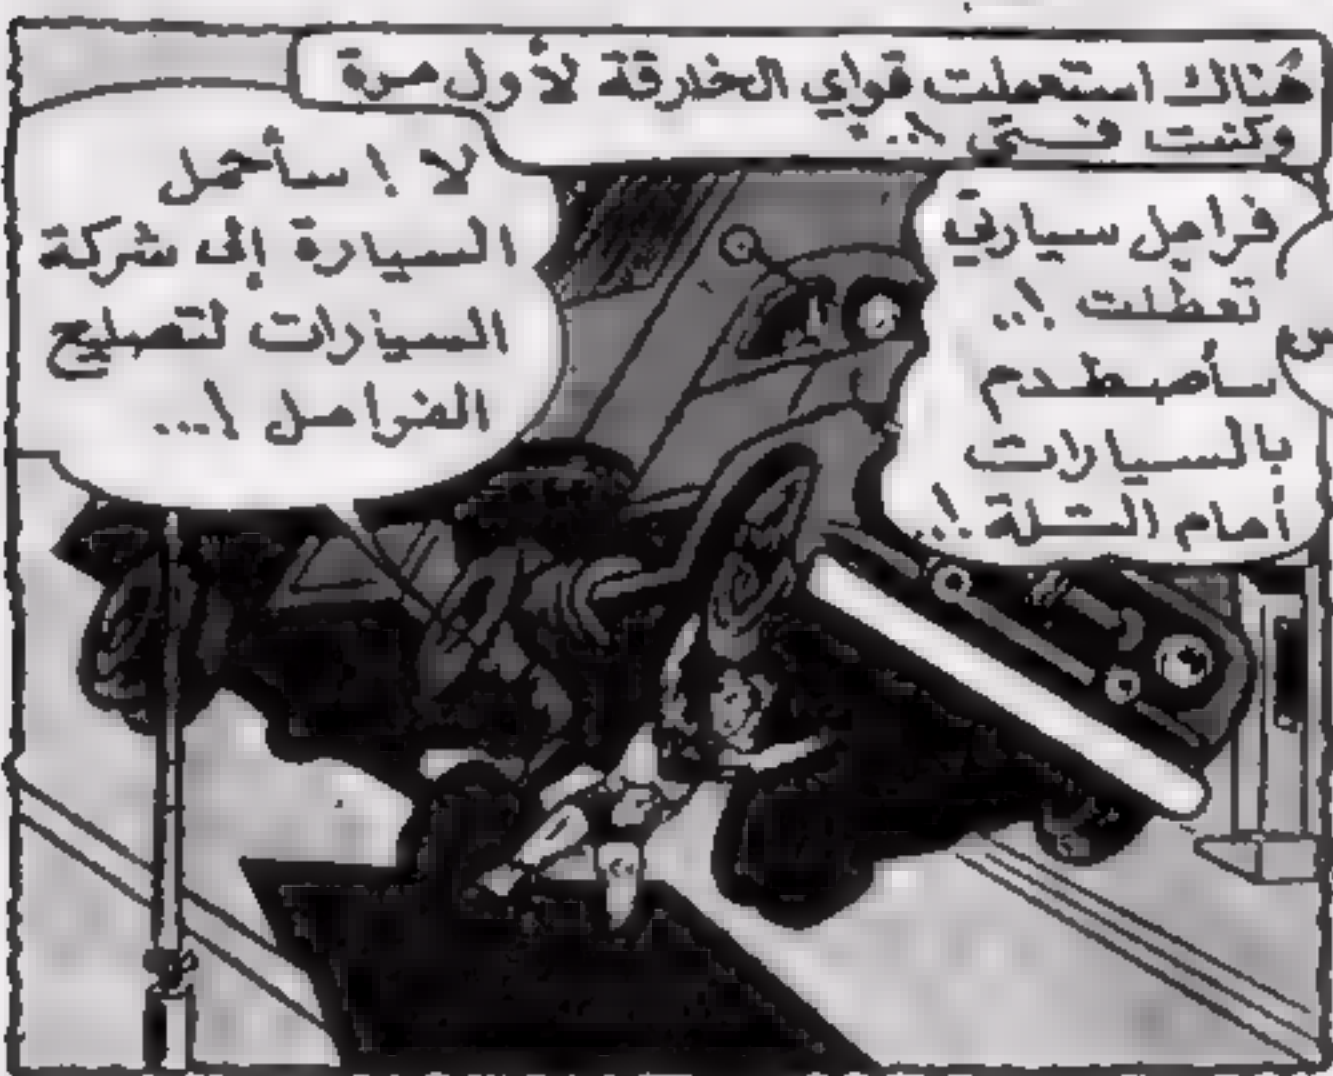 هُناك استعملت قواي الخارقة لأول مرة
وكنت فتى !..
فرامل سيارتي
تعطلت !..
سأصطدم
بالسيارات
أمام التلة !..
لا ! سأحمل
السيارة إلى شركة
السيارات لتصليح
الفرامل !...